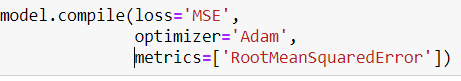 model.compile(loss='MSE',
              optimizer='Adam',
              metrics=['RootMeanSquaredError'])